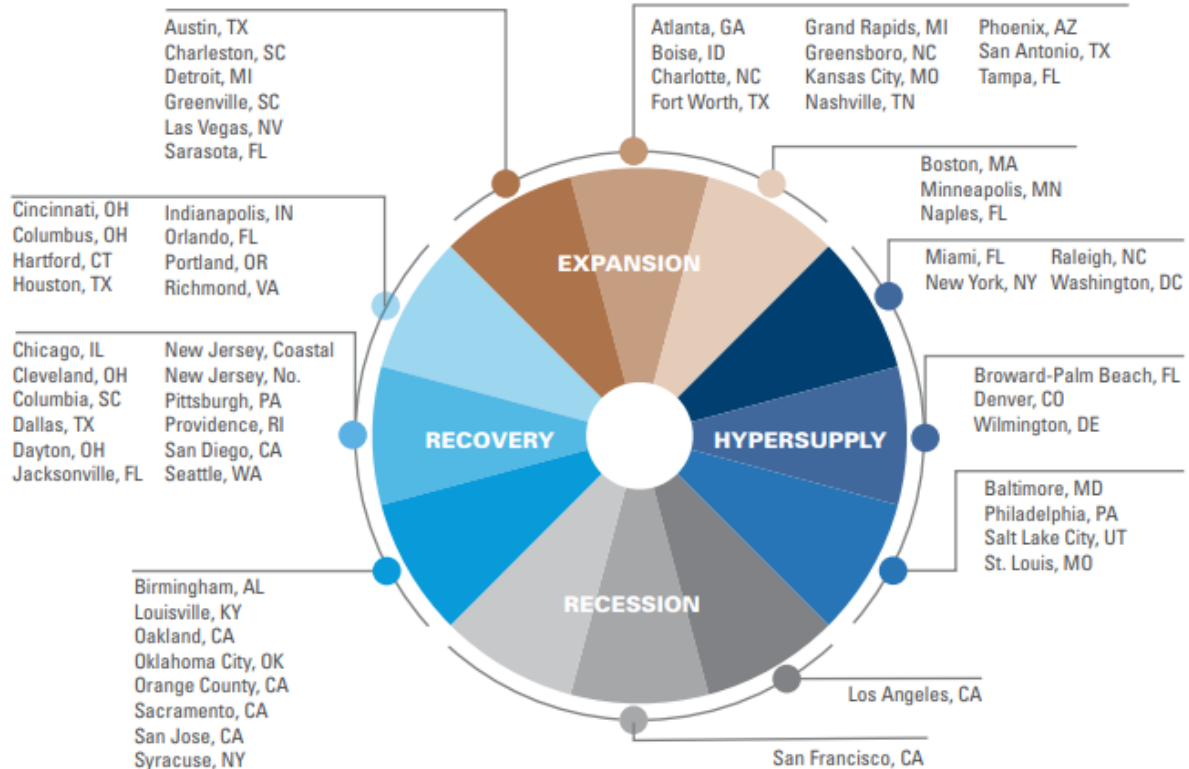 Austin, TX
Charleston, SC
Detroit, MI
Greenville, SC
Las Vegas, NV
Sarasota, FL
Atlanta, GA
Boise, ID
Charlotte, NC
Fort Worth, TX
Grand Rapids, MI
Greensboro, NC
Kansas City, MO
Nashville, TN
Phoenix, AZ
San Antonio, TX
Tampa, FL
Boston, MA
Minneapolis, MN
Naples, FL
Cincinnati, OH
Columbus, OH
Hartford, CT
Houston, TX
Indianapolis, IN
Orlando, FL
Portland, OR
Richmond, VA
Miami, FL
New York, NY
Raleigh, NC
Washington, DC
EXPANSION
Chicago, IL
Cleveland, OH
Columbia, SC
Dallas, TX
Dayton, OH
Jacksonville, FL
New Jersey, Coastal
New Jersey, No.
Pittsburgh, PA
Providence, RI
San Diego, CA
Seattle, WA
RECOVERY
HYPERSUPPLY
Broward-Palm Beach, FL
Denver, CO
Wilmington, DE
Baltimore, MD
Philadelphia, PA
Salt Lake City, UT
St. Louis, MO
RECESSION
Birmingham, AL
Louisville, KY
Oakland, CA
Oklahoma City, OK
Orange County, CA
Sacramento, CA
San Jose, CA
Syracuse, NY
Los Angeles, CA
San Francisco, CA